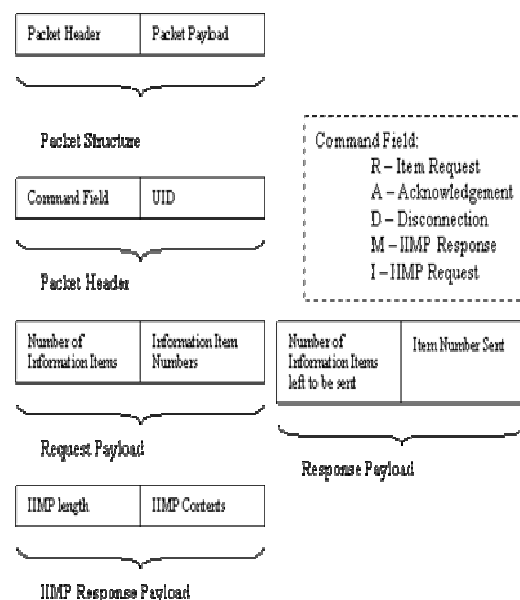 Packet Header
Packet Payload
Packet Structure
Command Field:
R – Item Request
A – Acknowledgement
D – Disconnection
M – IIMP Response
I – IIMP Request
Command Field
UID
Packet Header
Number of
Information Items
Information Item
Numbers
Number of
Information Items
left to be sent
Item Number Sent
Request Payload
Response Payload
IIMP length
IIMP Contents
IIMP Response Payload